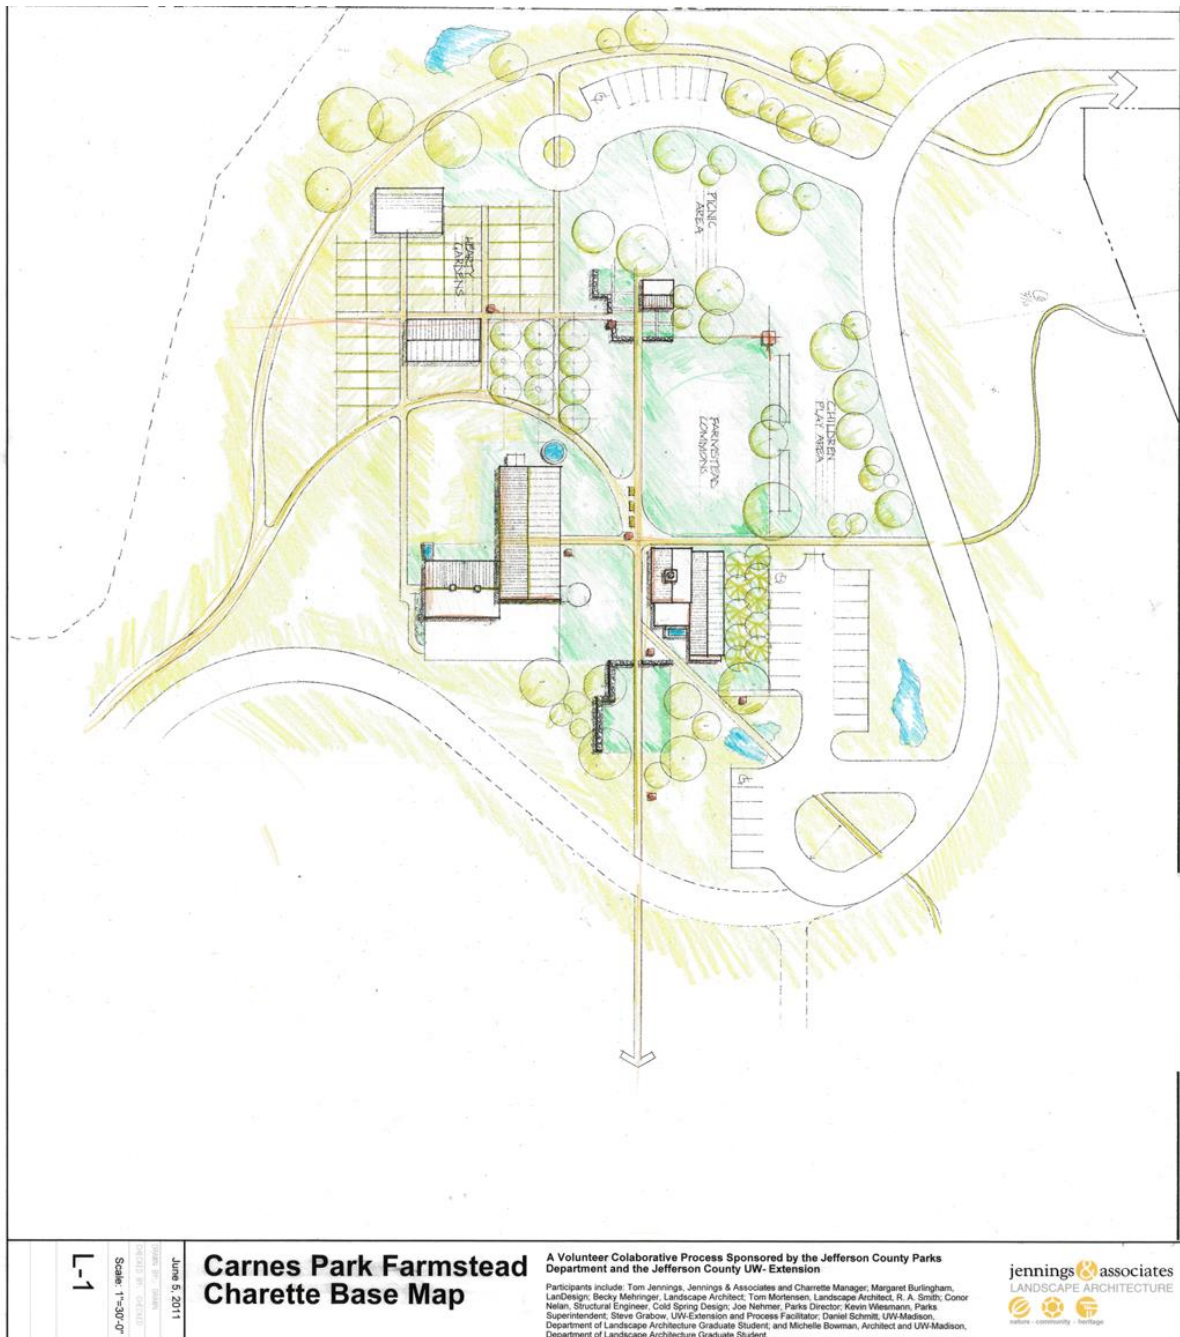 PICNIC
AREA
HEARTY
GARDENS
FARMSTEAD
COMMONS
CHILDREN
PLAY AREA
L-1
Scale: 1"=30'-0"
June 5, 2011
Carnes Park Farmstead
Charette Base Map
A Volunteer Colaborative Process Sponsored by the Jefferson County Parks
Department and the Jefferson County UW- Extension
Participants include: Tom Jennings, Jennings & Associates and Charrette Manager; Margaret Burlingham,
LanDesign; Becky Mehringer, Landscape Architect; Tom Mortensen, Landscape Architect, R. A. Smith; Conor
Nelan, Structural Engineer, Cold Spring Design; Joe Nehmer, Parks Director; Kevin Wiesmann, Parks
Superintendent; Steve Grabow, UW-Extension and Process Facilitator; Daniel Schmitt, UW-Madison,
Department of Landscape Architecture Graduate Student; and Michelle Bowman, Architect and UW-Madison,
Department of Landscape Architecture Graduate Student
jennings & associates
LANDSCAPE ARCHITECTURE
nature - community - heritage